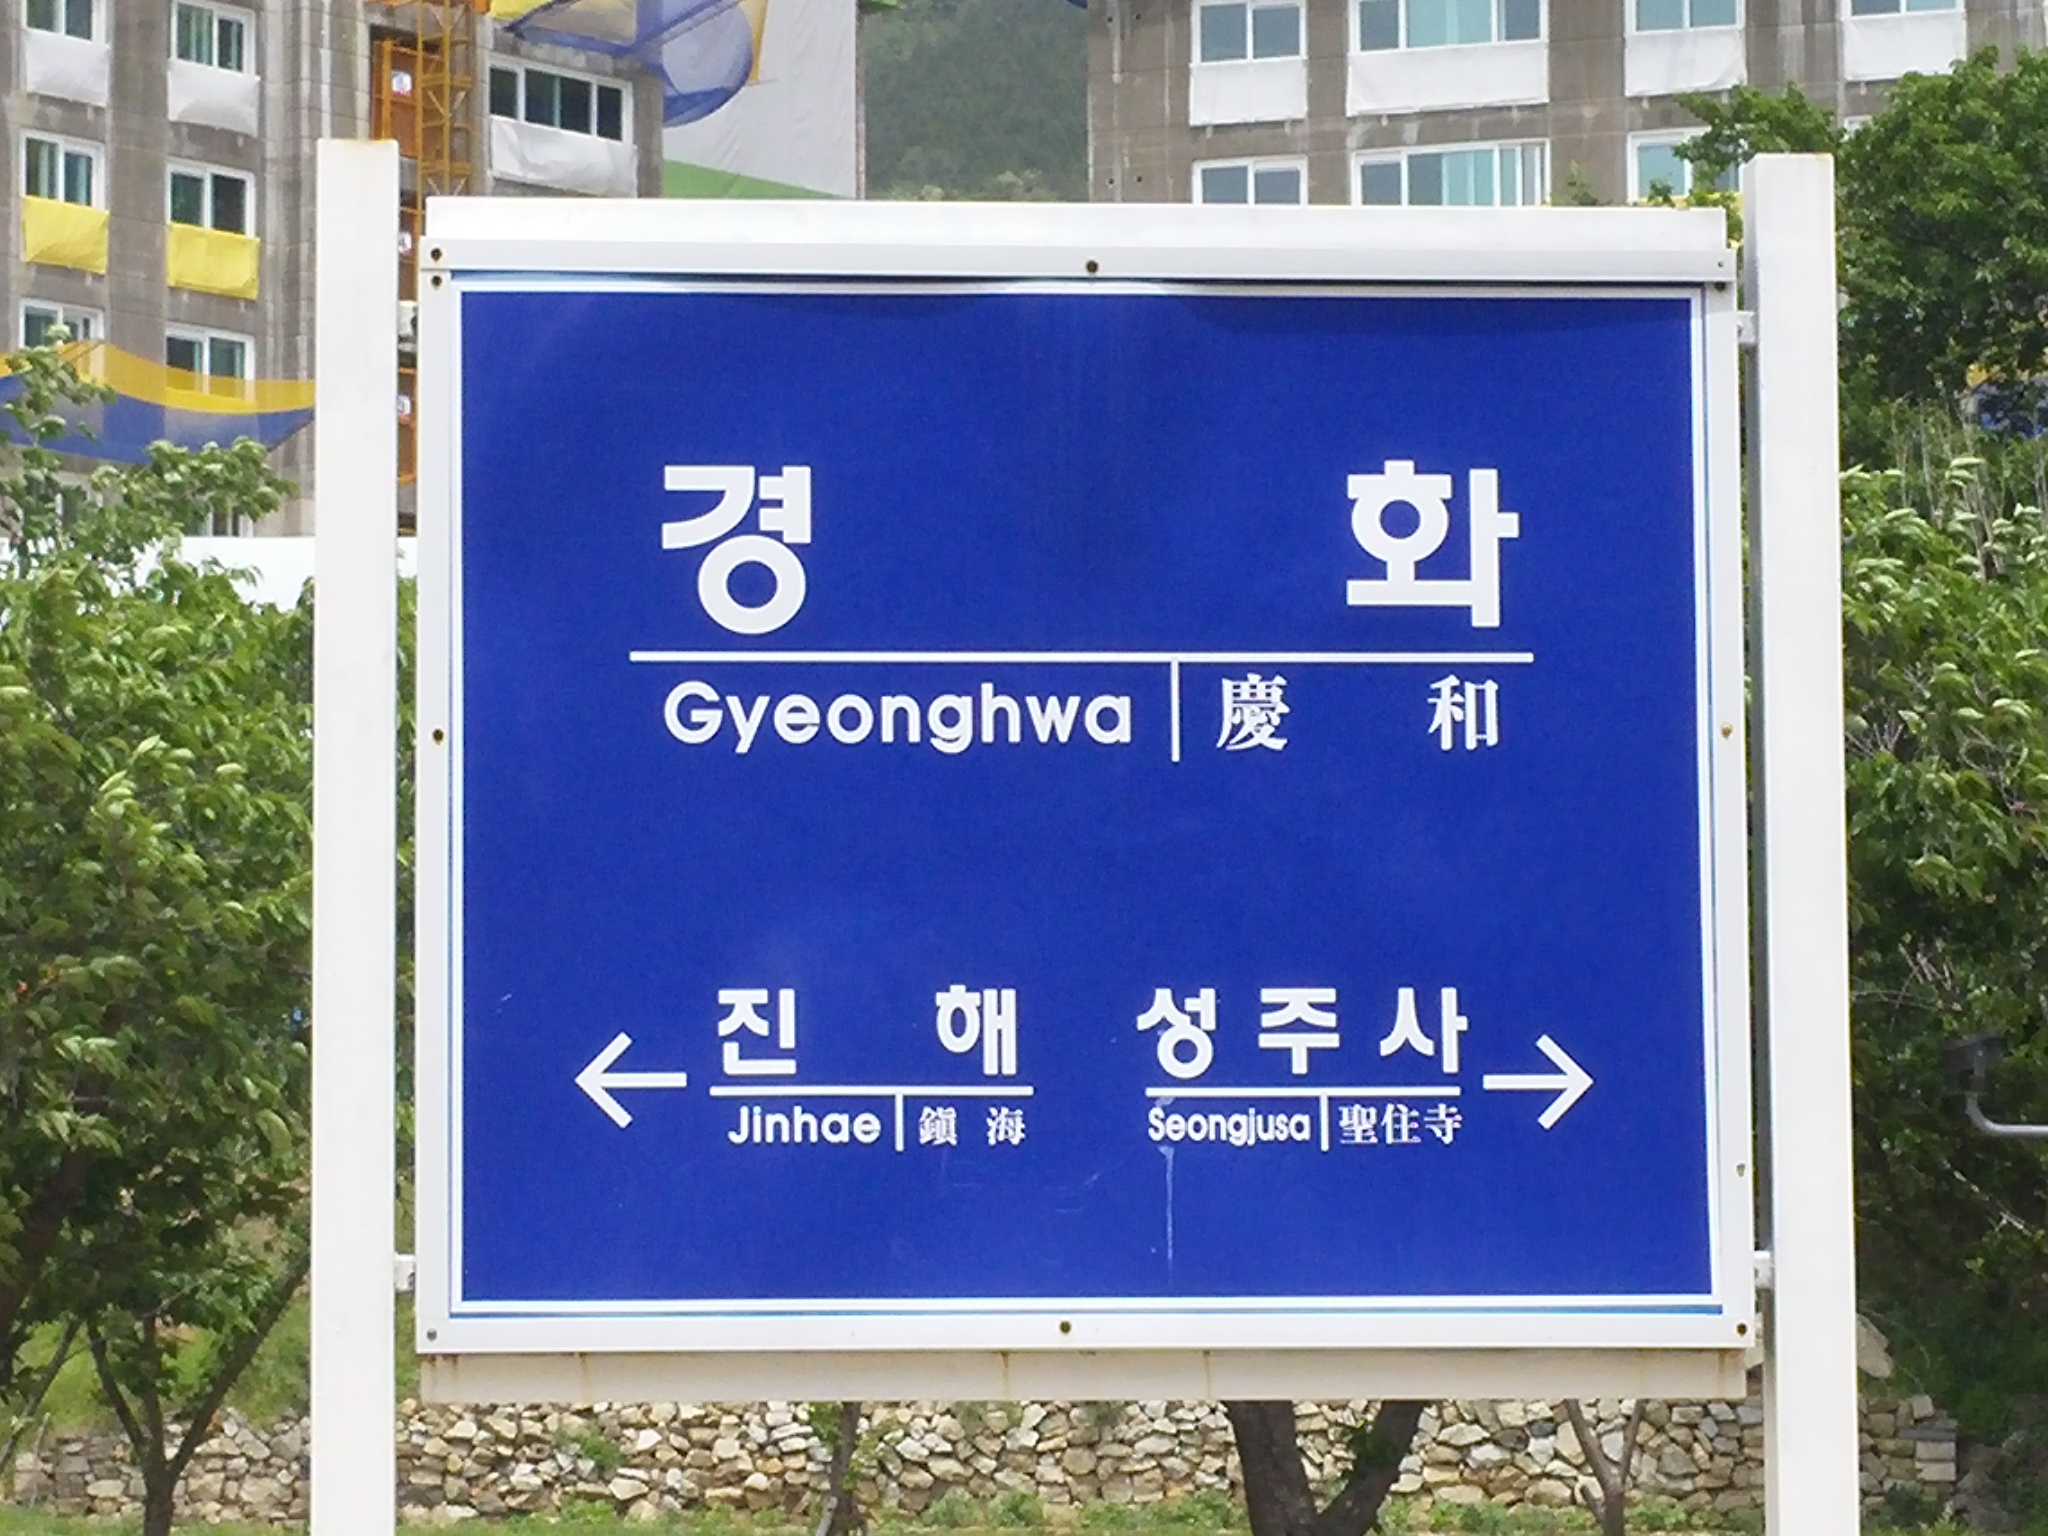 경 화
Gyeonghwa 慶 和
← 진 해 성주사 →
Jinhae 鎭 海 Seongjusa 聖住寺